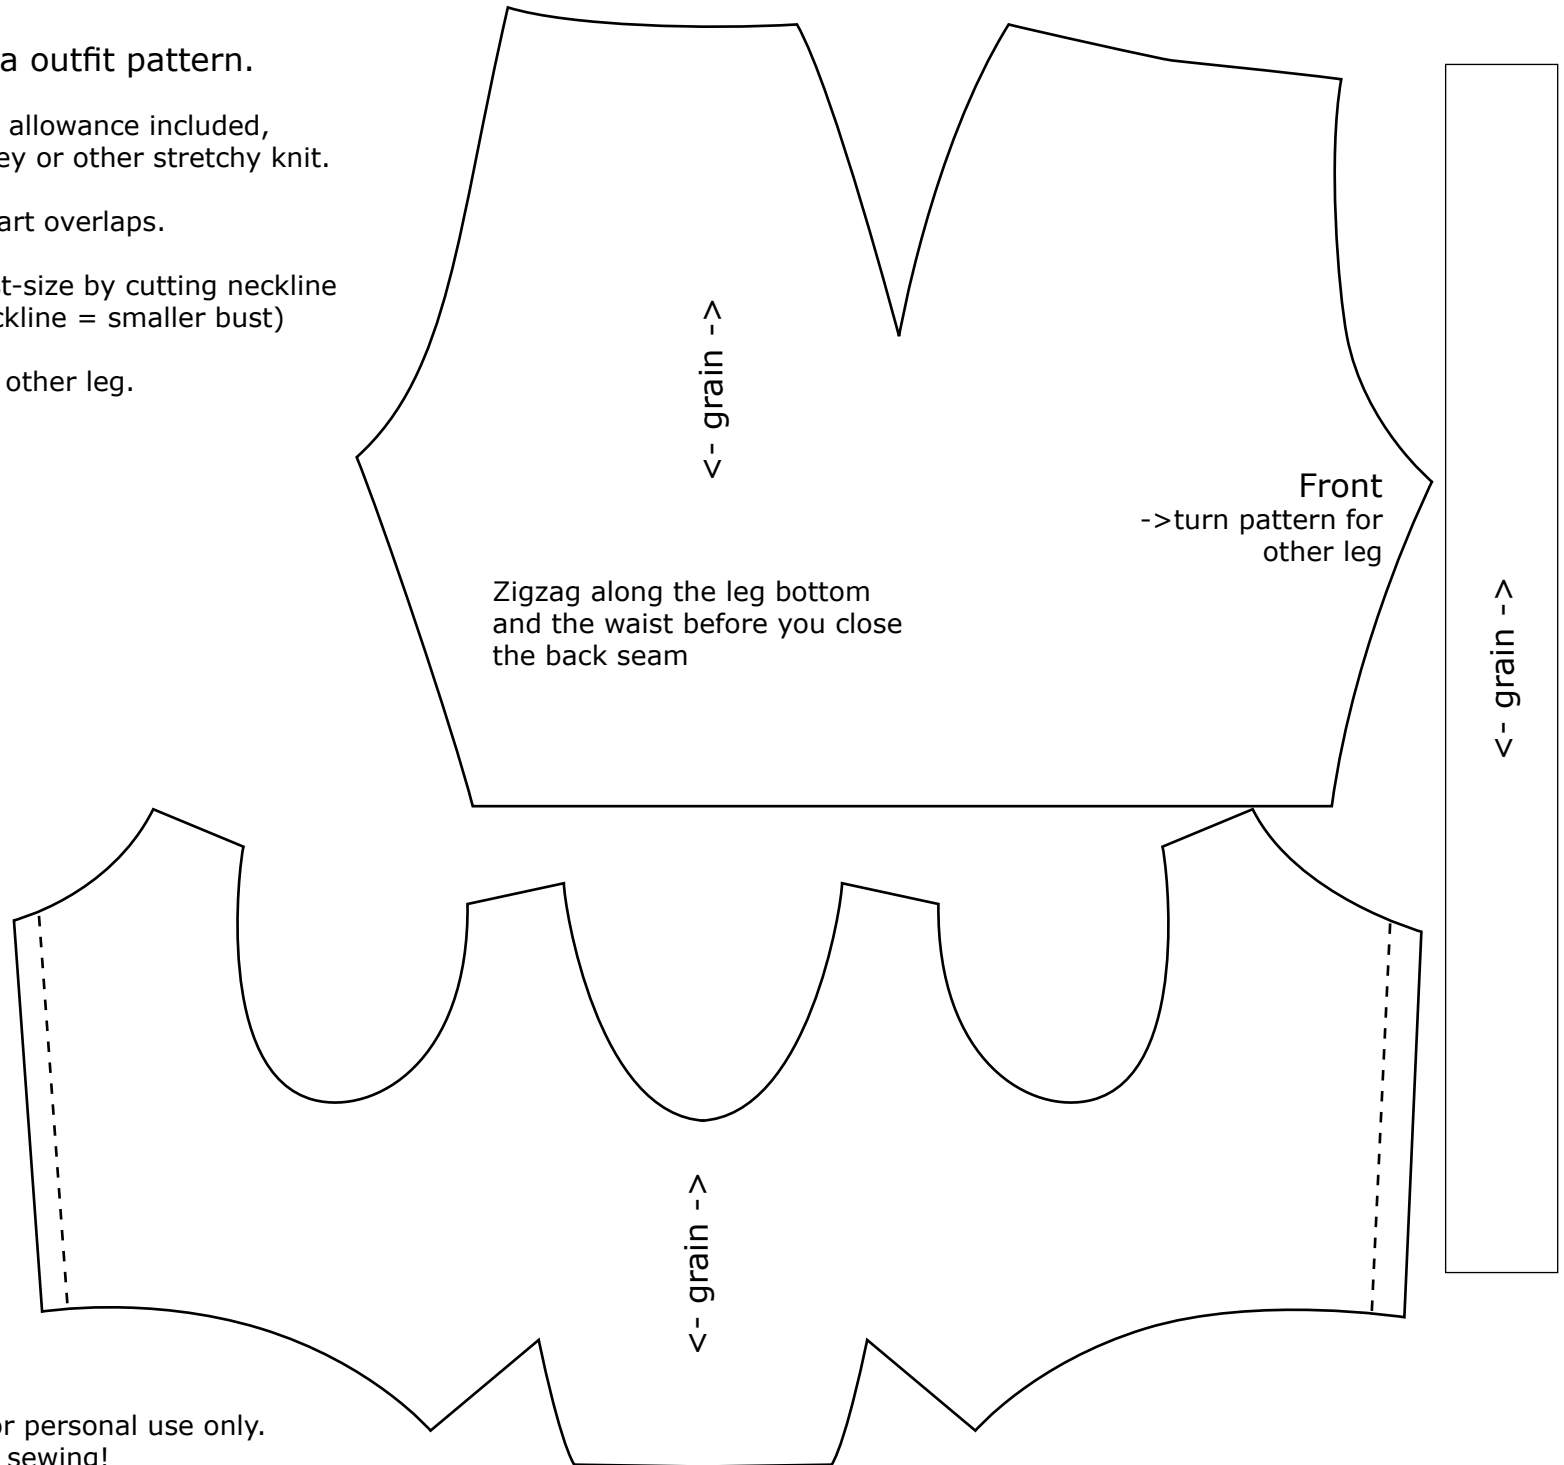 a outfit pattern.
allowance included,
ey or other stretchy knit.
art overlaps.
t-size by cutting neckline
ckline = smaller bust)
other leg.
<- grain ->
Front
->turn pattern for
other leg
Zigzag along the leg bottom
and the waist before you close
the back seam
<- grain ->
<- grain ->
or personal use only.
sewing!